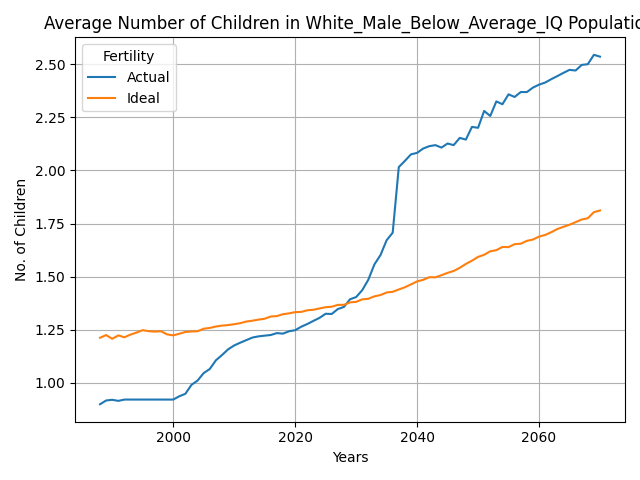 Average Number of Children in White_Male_Below_Average_IQ Populatio
Fertility
Actual
Ideal
2.50
2.25
2.00
1.75
1.50
1.25
1.00
No. of Children
2000
2020
2040
2060
Years